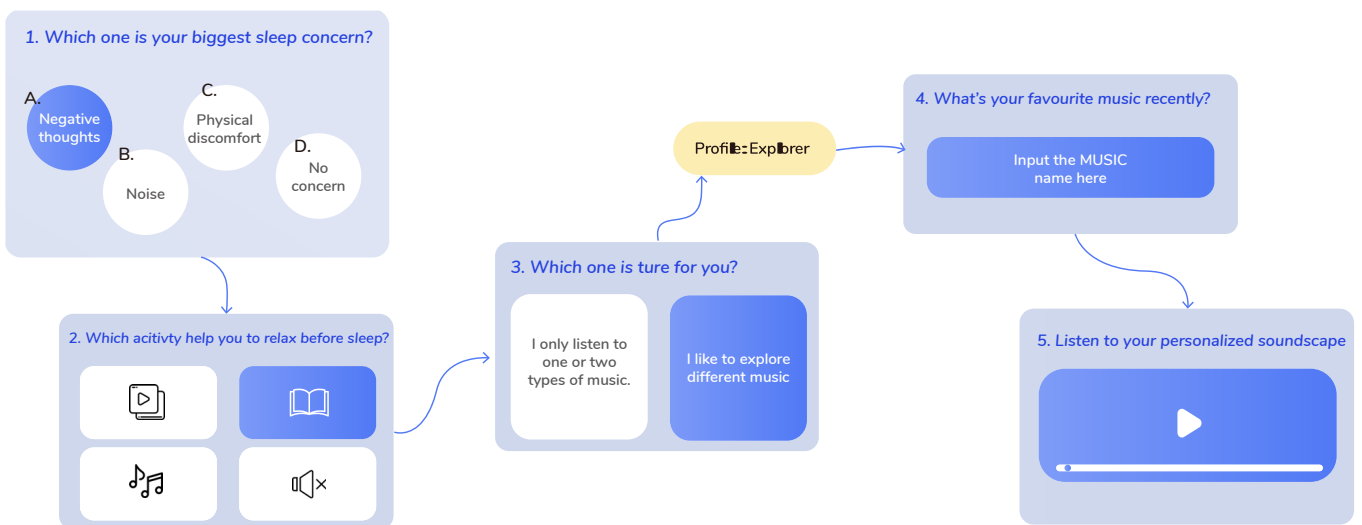 1. Which one is your biggest sleep concern?
A.
Negative
thoughts
B.
Noise
C.
Physical
discomfort
D.
No
concern
2. Which acitivty help you to relax before sleep?
3. Which one is ture for you?
I only listen to
one or two
types of music.
I like to explore
different music
Profile: Explorer
4. What's your favourite music recently?
Input the MUSIC
name here
5. Listen to your personalized soundscape